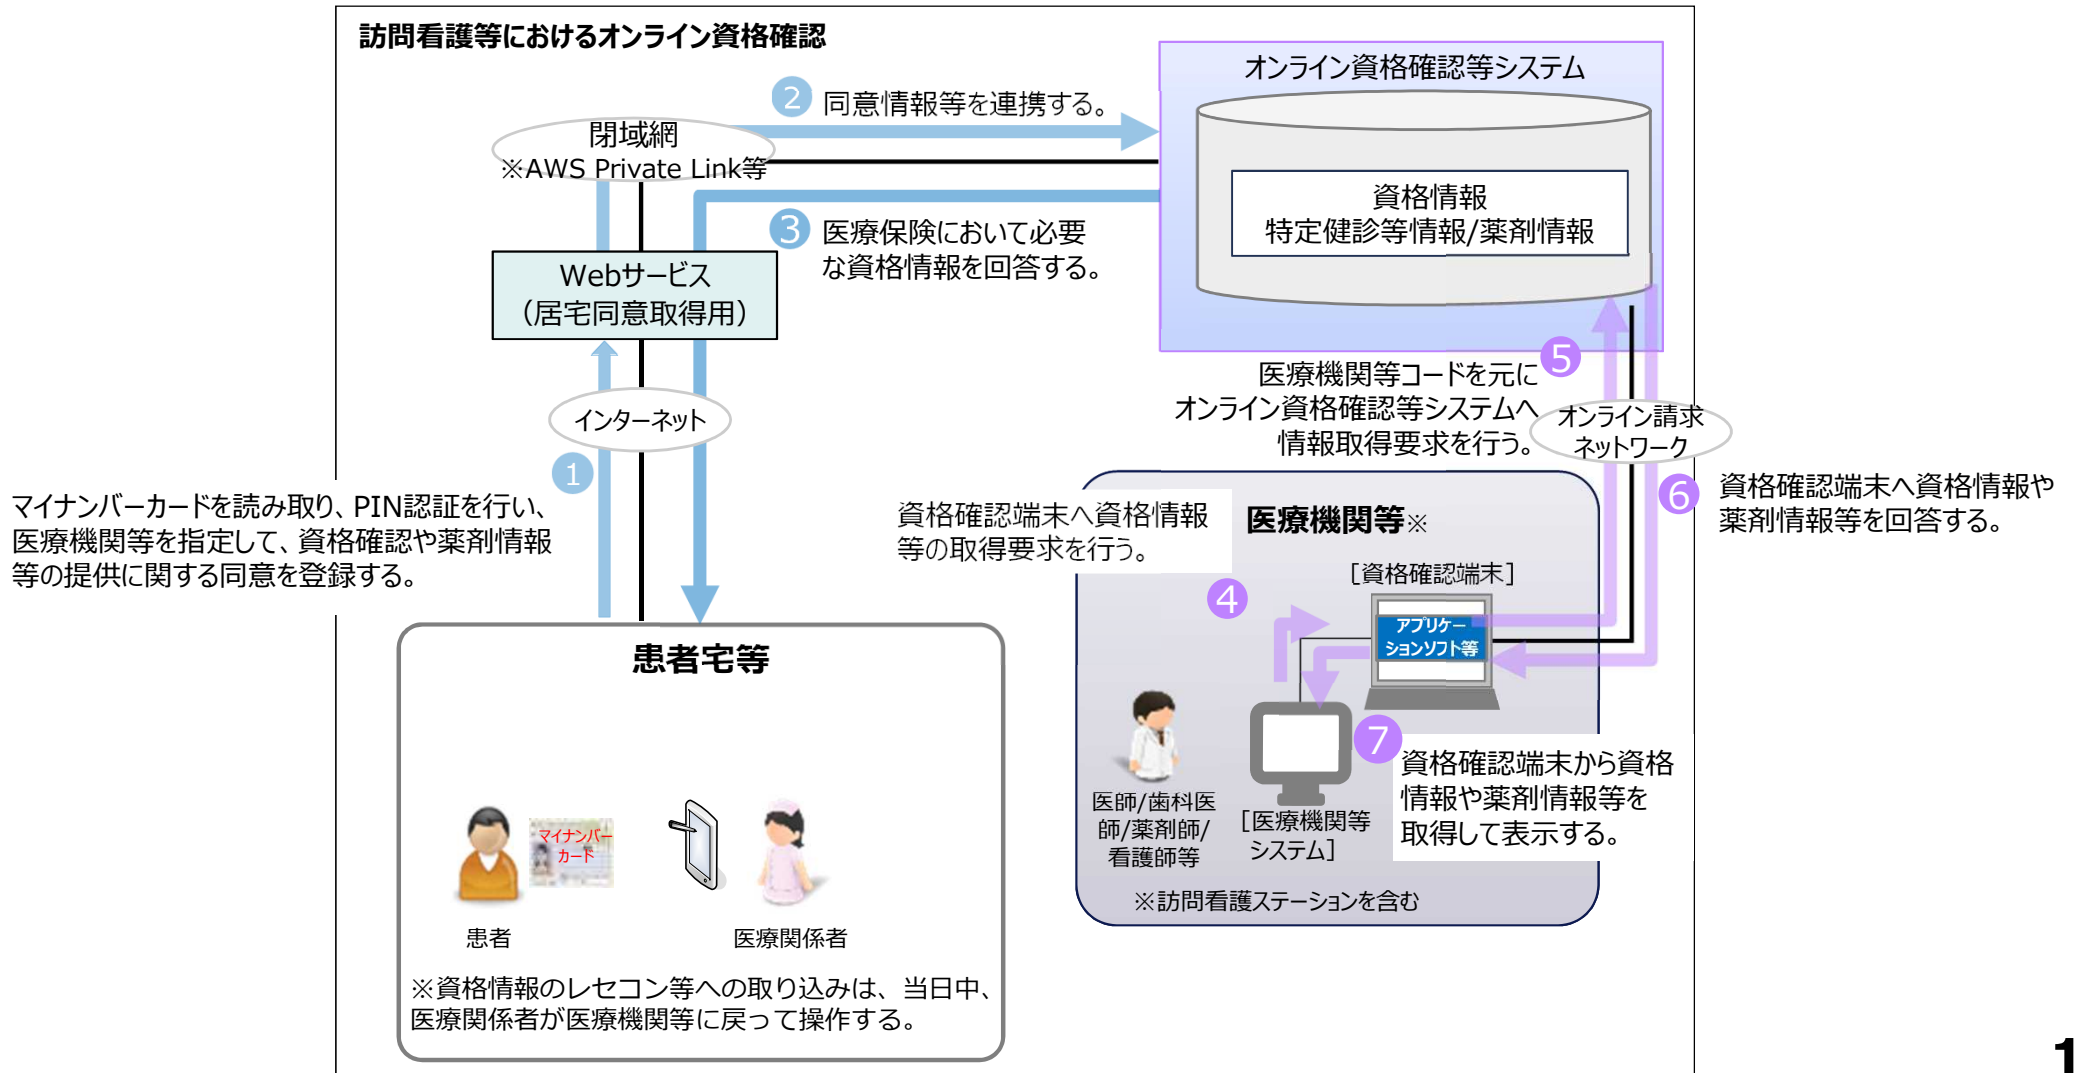 訪問看護等におけるオンライン資格確認
オンライン資格確認等システム
2 同意情報等を連携する。
閉域網
※AWS Private Link等
資格情報
特定健診等情報/薬剤情報
3 医療保険において必要
な資格情報を回答する。
Webサービス
（居宅同意取得用）
5
医療機関等コードを元に
オンライン資格確認等システムへ
情報取得要求を行う。
オンライン請求
ネットワーク
インターネット
1
マイナンバーカードを読み取り、PIN認証を行い、
医療機関等を指定して、資格確認や薬剤情報
等の提供に関する同意を登録する。
6 資格確認端末へ資格情報や
薬剤情報等を回答する。
資格確認端末へ資格情報
等の取得要求を行う。
4
医療機関等※
［資格確認端末］
アプリケー
ションソフト等
7
資格確認端末から資格
情報や薬剤情報等を
取得して表示する。
医師/歯科医
師/薬剤師/
看護師等
［医療機関等
システム］
※訪問看護ステーションを含む
患者宅等
マイナンバー
カード
患者
医療関係者
※資格情報のレセコン等への取り込みは、当日中、
医療関係者が医療機関等に戻って操作する。
1